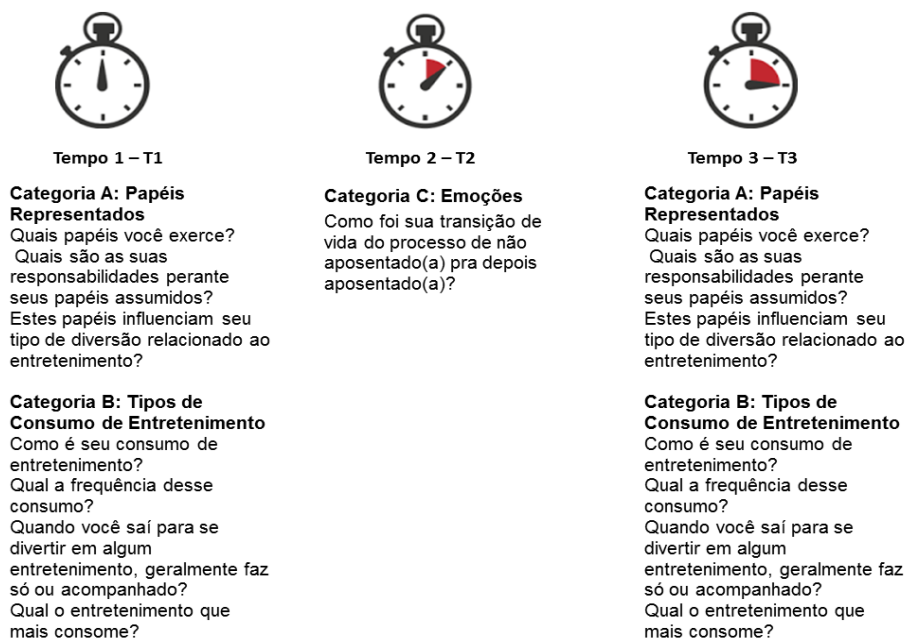 Tempo 1 – T1
Categoria A: Papéis
Representados
Quais papéis você exerce?
Quais são as suas
responsabilidades perante
seus papéis assumidos?
Estes papéis influenciam seu
tipo de diversão relacionado ao
entretenimento?
Categoria B: Tipos de
Consumo de Entretenimento
Como é seu consumo de
entretenimento?
Qual a frequência desse
consumo?
Quando você saí para se
divertir em algum
entretenimento, geralmente faz
só ou acompanhado?
Qual o entretenimento que
mais consome?
Tempo 2 – T2
Categoria C: Emoções
Como foi sua transição de
vida do processo de não
aposentado(a) pra depois
aposentado(a)?
Tempo 3 – T3
Categoria A: Papéis
Representados
Quais papéis você exerce?
Quais são as suas
responsabilidades perante
seus papéis assumidos?
Estes papéis influenciam seu
tipo de diversão relacionado ao
entretenimento?
Categoria B: Tipos de
Consumo de Entretenimento
Como é seu consumo de
entretenimento?
Qual a frequência desse
consumo?
Quando você saí para se
divertir em algum
entretenimento, geralmente faz
só ou acompanhado?
Qual o entretenimento que
mais consome?